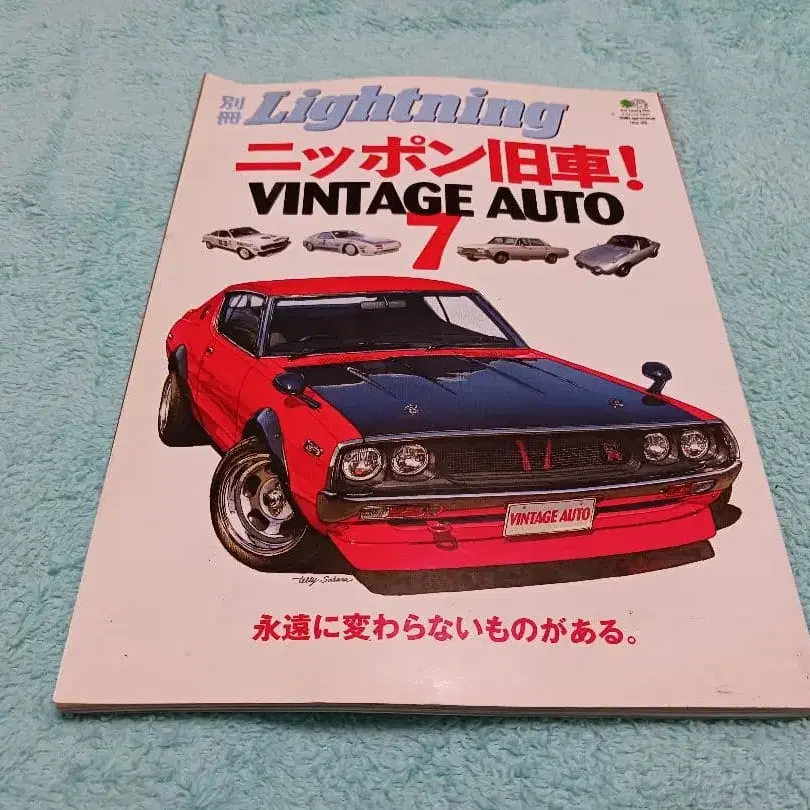 別冊 Lightning
ニッポン旧車!
VINTAGE AUTO
7
VINTAGE AUTO
永遠に変わらないものがある。